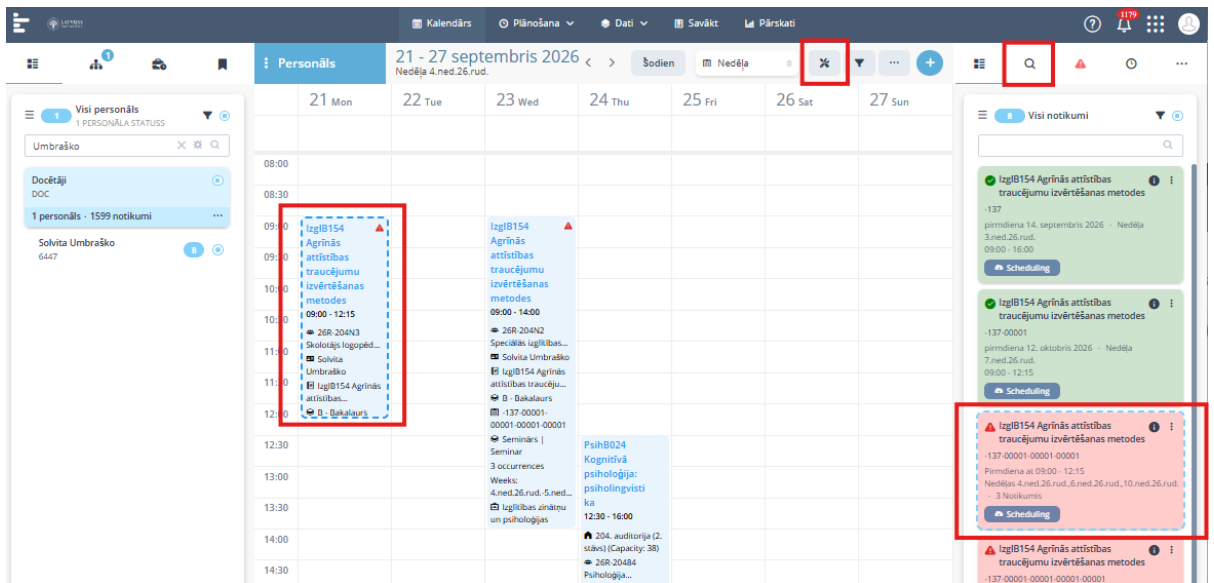 LATVIJAS
Kalendārs
Plānošana
Dati
Savākt
Pārskati
1179
1
Visi personāls
1
1 PERSONĀLA STATUSS
Umbraško
Docētāji
DOC
1 personāls · 1599 notikumi
Solvita Umbraško
8
6447
Personāls
21 - 27 septembris 2026
Nedēļa 4.ned.26.rud.
Šodien
Nedēļa
21 Mon
22 Tue
23 Wed
24 Thu
25 Fri
26 Sat
27 Sun
08:00
08:30
09:00
09:30
10:00
10:30
11:00
11:30
12:00
12:30
13:00
13:30
14:00
14:30
IzglB154
Agrīnās
attīstības
traucējumu
izvērtēšanas
metodes
09:00 - 12:15
26R-204N3
Skolotājs logopēd...
Solvita
Umbraško
IzglB154 Agrīnās
attīstības...
B - Bakalaurs
IzglB154
Agrīnās
attīstības
traucējumu
izvērtēšanas
metodes
09:00 - 14:00
26R-204N2
Speciālās izglītības...
Solvita Umbraško
IzglB154 Agrīnās
attīstības traucēju...
B - Bakalaurs
-137-00001-
00001-00001-00001
Seminārs |
Seminar
3 occurrences
Weeks:
4.ned.26.rud.-5.ned...
Izglītības zinātņu
un psiholoģijas
PsihB024
Kognitīvā
psiholoģija:
psiholingvisti
ka
12:30 - 16:00
204. auditorija (2.
stāvs) (Capacity: 38)
26R-20484
Psiholoģija...
8
Visi notikumi
IzglB154 Agrīnās attīstības
traucējumu izvērtēšanas metodes
-137
pirmdiena 14. septembris 2026 - Nedēļa
3.ned.26.rud.
09:00 - 16:00
Scheduling
IzglB154 Agrīnās attīstības
traucējumu izvērtēšanas metodes
-137-00001
pirmdiena 12. oktobris 2026 - Nedēļa
7.ned.26.rud.
09:00 - 12:15
Scheduling
IzglB154 Agrīnās attīstības
traucējumu izvērtēšanas metodes
-137-00001-00001-00001
Pirmdiena at 09:00 - 12:15
Nedēļas 4.ned.26.rud.,6.ned.26.rud.,10.ned.26.rud.
- 3 Notikumis
Scheduling
IzglB154 Agrīnās attīstības
traucējumu izvērtēšanas metodes
-137-00001-00001-00001-00001